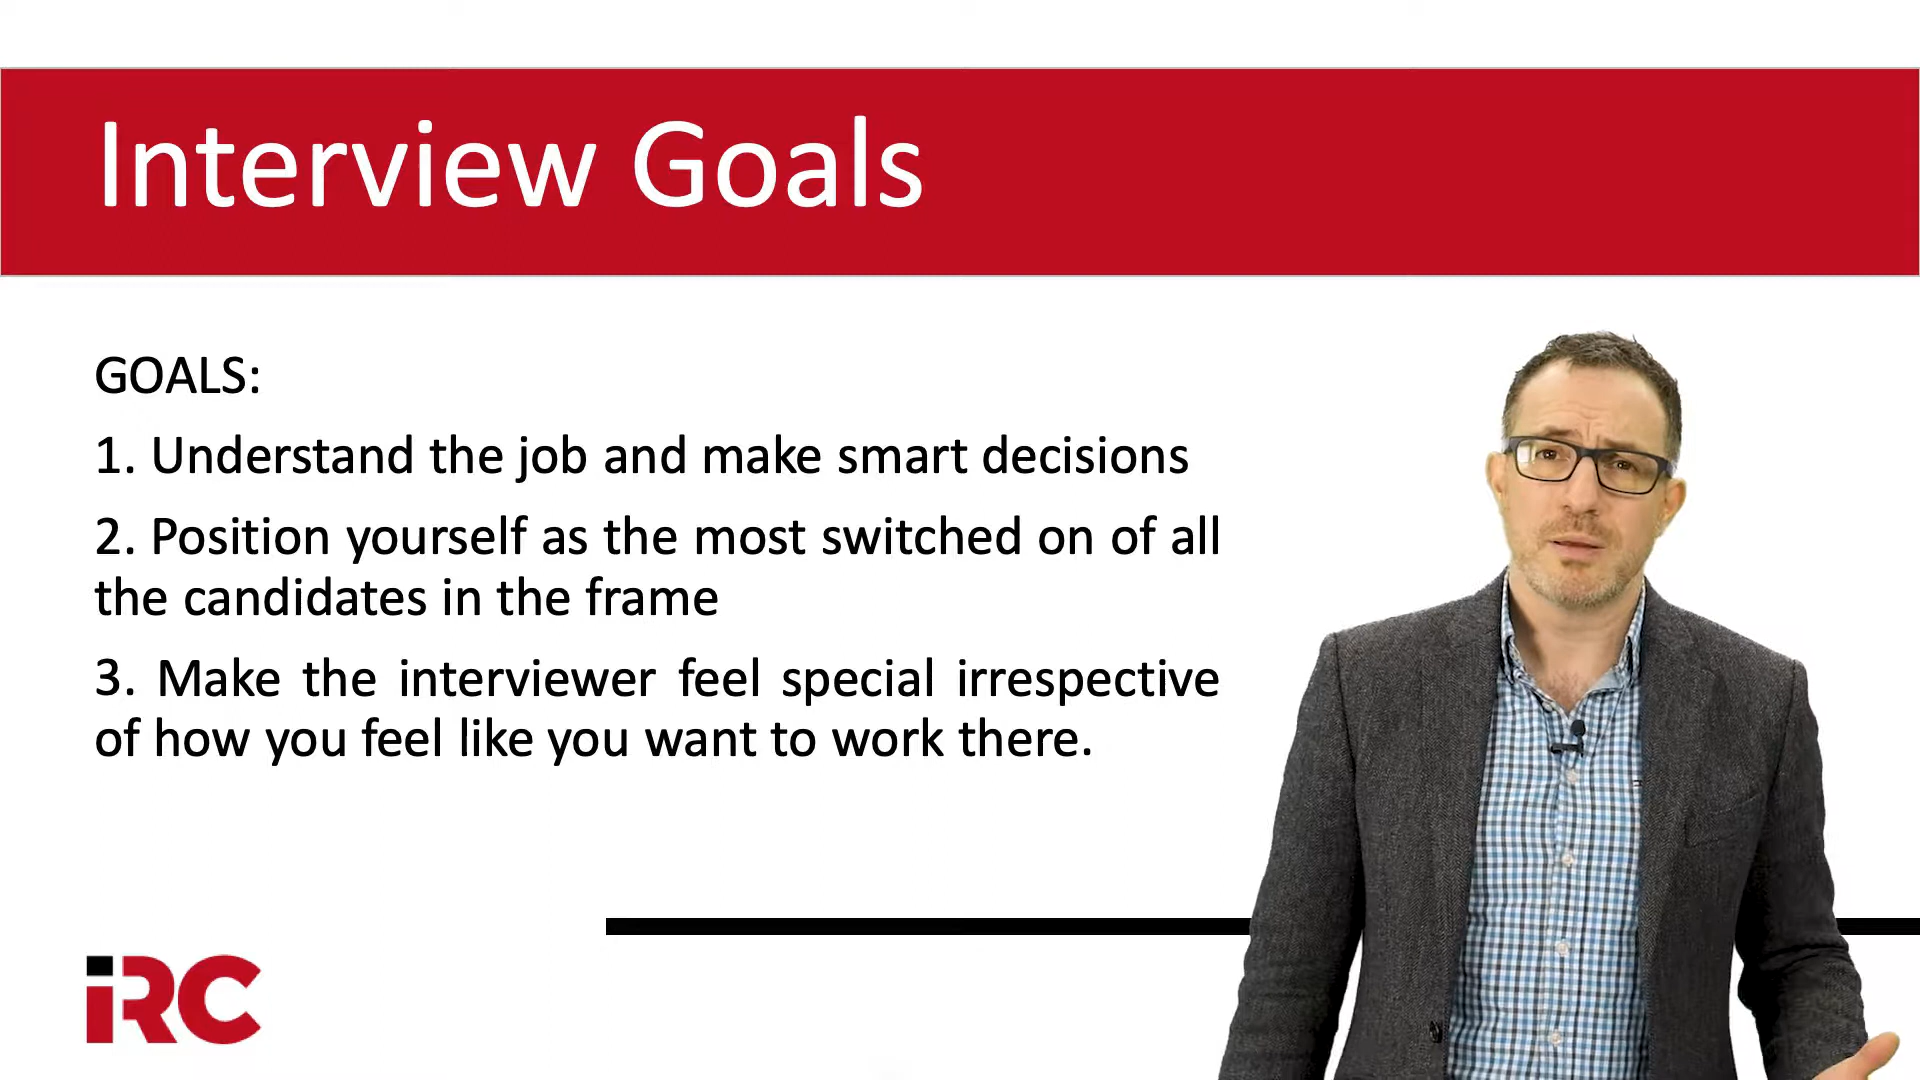 Interview Goals
GOALS:
1. Understand the job and make smart decisions
2. Position yourself as the most switched on of all
the candidates in the frame
3. Make the interviewer feel special irrespective
of how you feel like you want to work there.
iRC